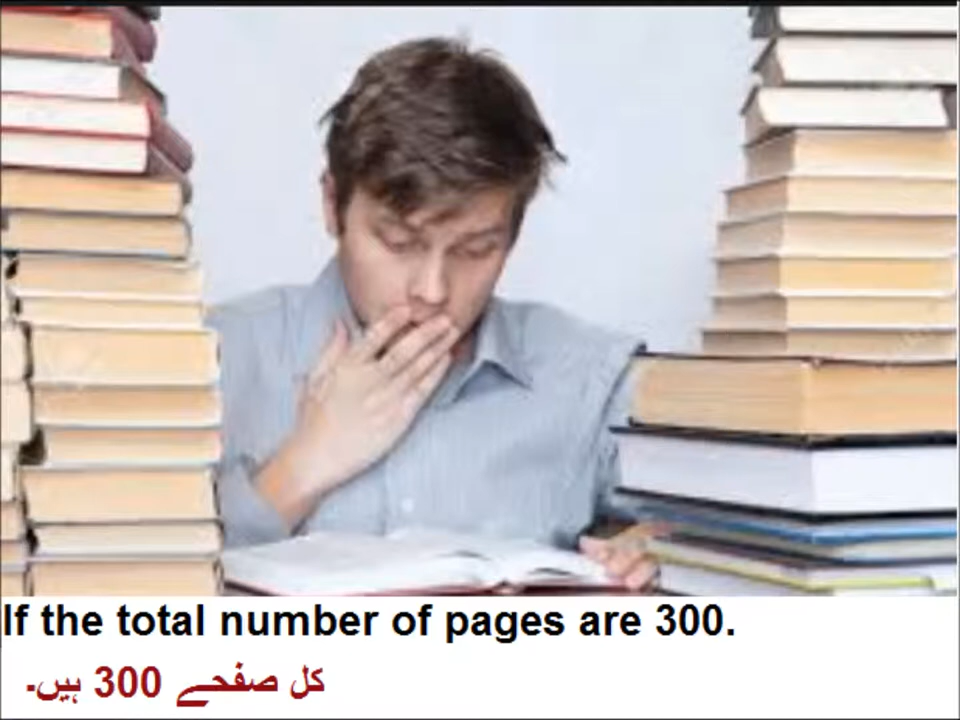 If the total number of pages are 300.
کل صفحے 300 ہیں۔